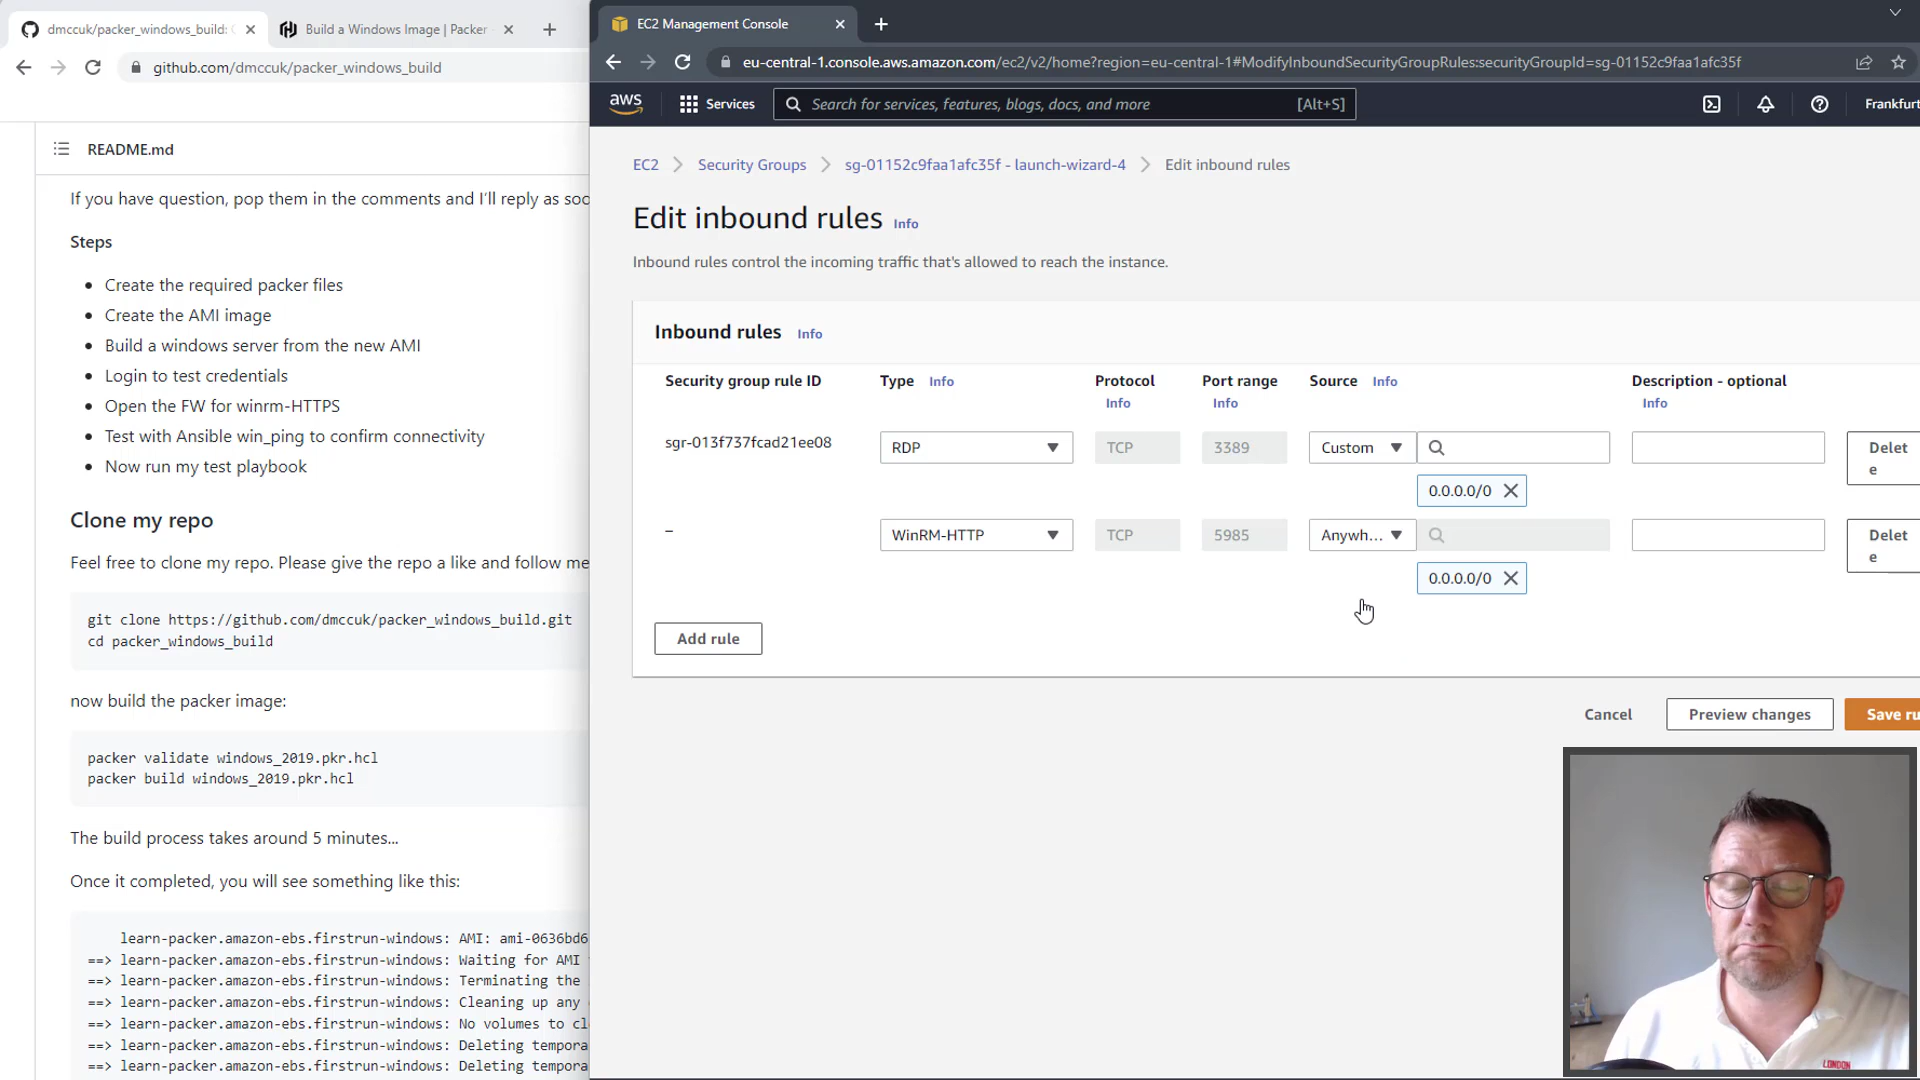 dmccuk/packer_windows_build: C
Build a Windows Image | Packer
github.com/dmccuk/packer_windows_build
README.md
If you have question, pop them in the comments and I'll reply as soo
Steps
Create the required packer files
Create the AMI image
Build a windows server from the new AMI
Login to test credentials
Open the FW for winrm-HTTPS
Test with Ansible win_ping to confirm connectivity
Now run my test playbook
Clone my repo
Feel free to clone my repo. Please give the repo a like and follow me
git clone https://github.com/dmccuk/packer_windows_build.git
cd packer_windows_build
now build the packer image:
packer validate windows_2019.pkr.hcl
packer build windows_2019.pkr.hcl
The build process takes around 5 minutes...
Once it completed, you will see something like this:
learn-packer.amazon-ebs.firstrun-windows: AMI: ami-0636bd6
==> learn-packer.amazon-ebs.firstrun-windows: Waiting for AMI
==> learn-packer.amazon-ebs.firstrun-windows: Terminating the
==> learn-packer.amazon-ebs.firstrun-windows: Cleaning up any
==> learn-packer.amazon-ebs.firstrun-windows: No volumes to cl
==> learn-packer.amazon-ebs.firstrun-windows: Deleting tempora
==> learn-packer.amazon-ebs.firstrun-windows: Deleting tempora
EC2 Management Console
eu-central-1.console.aws.amazon.com/ec2/v2/home?region=eu-central-1#ModifyInboundSecurityGroupRules:securityGroupId=sg-01152c9faa1afc35f
aws Services Search for services, features, blogs, docs, and more [Alt+S] Frankfurt
EC2 Security Groups sg-01152c9faa1afc35f - launch-wizard-4 Edit inbound rules
Edit inbound rules Info
Inbound rules control the incoming traffic that's allowed to reach the instance.
Inbound rules Info
Security group rule ID Type Info Protocol Info Port range Info Source Info Description - optional Info
sgr-013f737fcad21ee08 RDP TCP 3389 Custom Delete
0.0.0.0/0
– WinRM-HTTP TCP 5985 Anywh... Delete
0.0.0.0/0
Add rule
Cancel Preview changes Save ru
LONDON